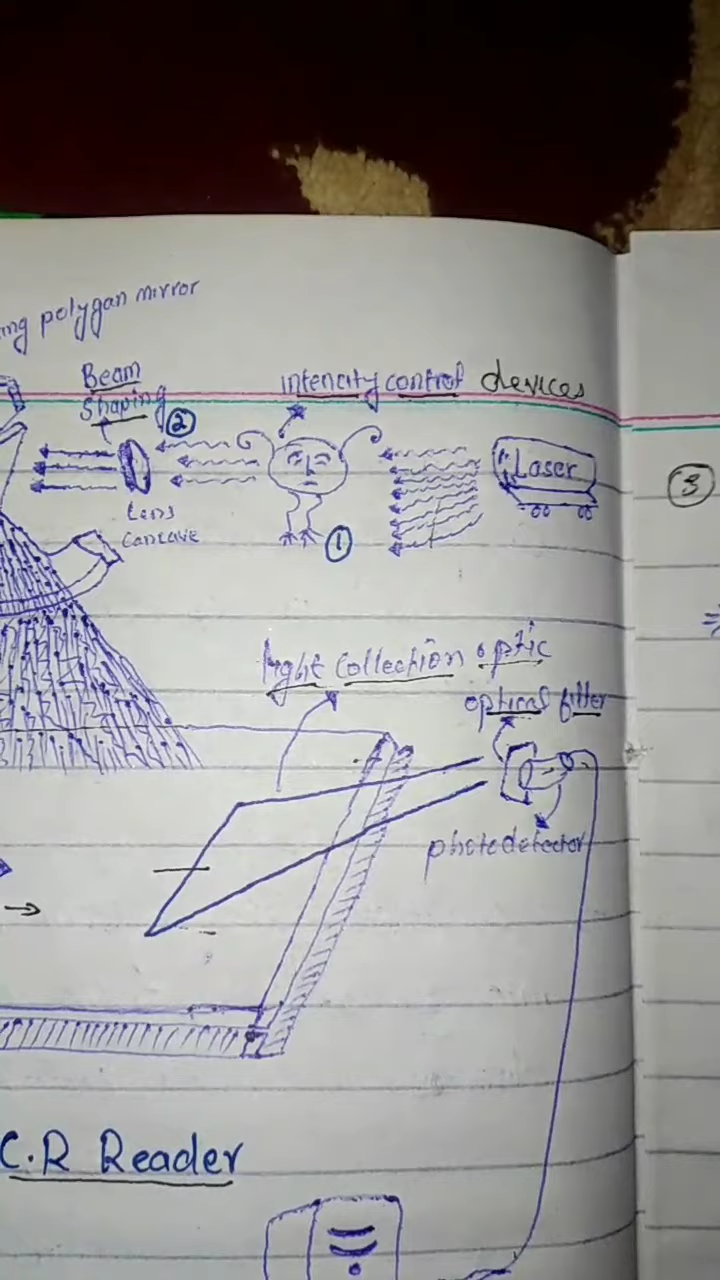 ing polygan mirror
Beam
Shaping
②
intencity control devices
Laser
Lens
Concave
①
③
light collection optic
optical filter
photodetector
C.R Reader